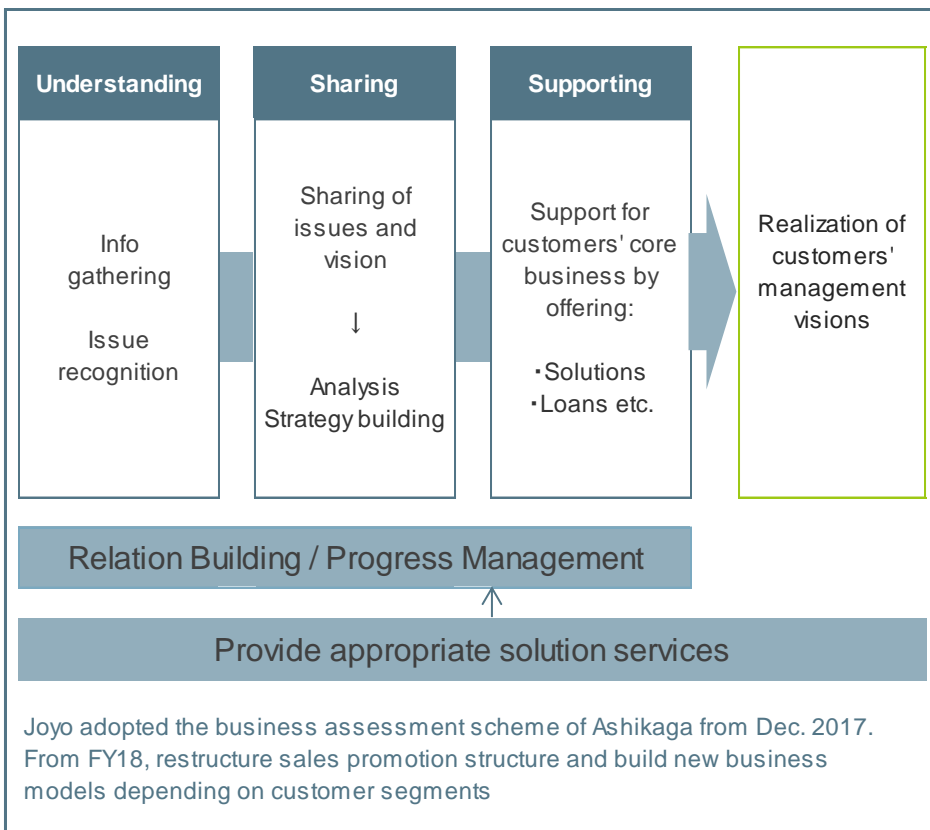 Understanding
Info
gathering
Issue
recognition
Sharing
Sharing of
issues and
vision
↓
Analysis
Strategy building
Supporting
Support for
customers' core
business by
offering:
・Solutions
・Loans etc.
Realization of
customers'
management
visions
Relation Building / Progress Management
Provide appropriate solution services
Joyo adopted the business assessment scheme of Ashikaga from Dec. 2017.
From FY18, restructure sales promotion structure and build new business
models depending on customer segments